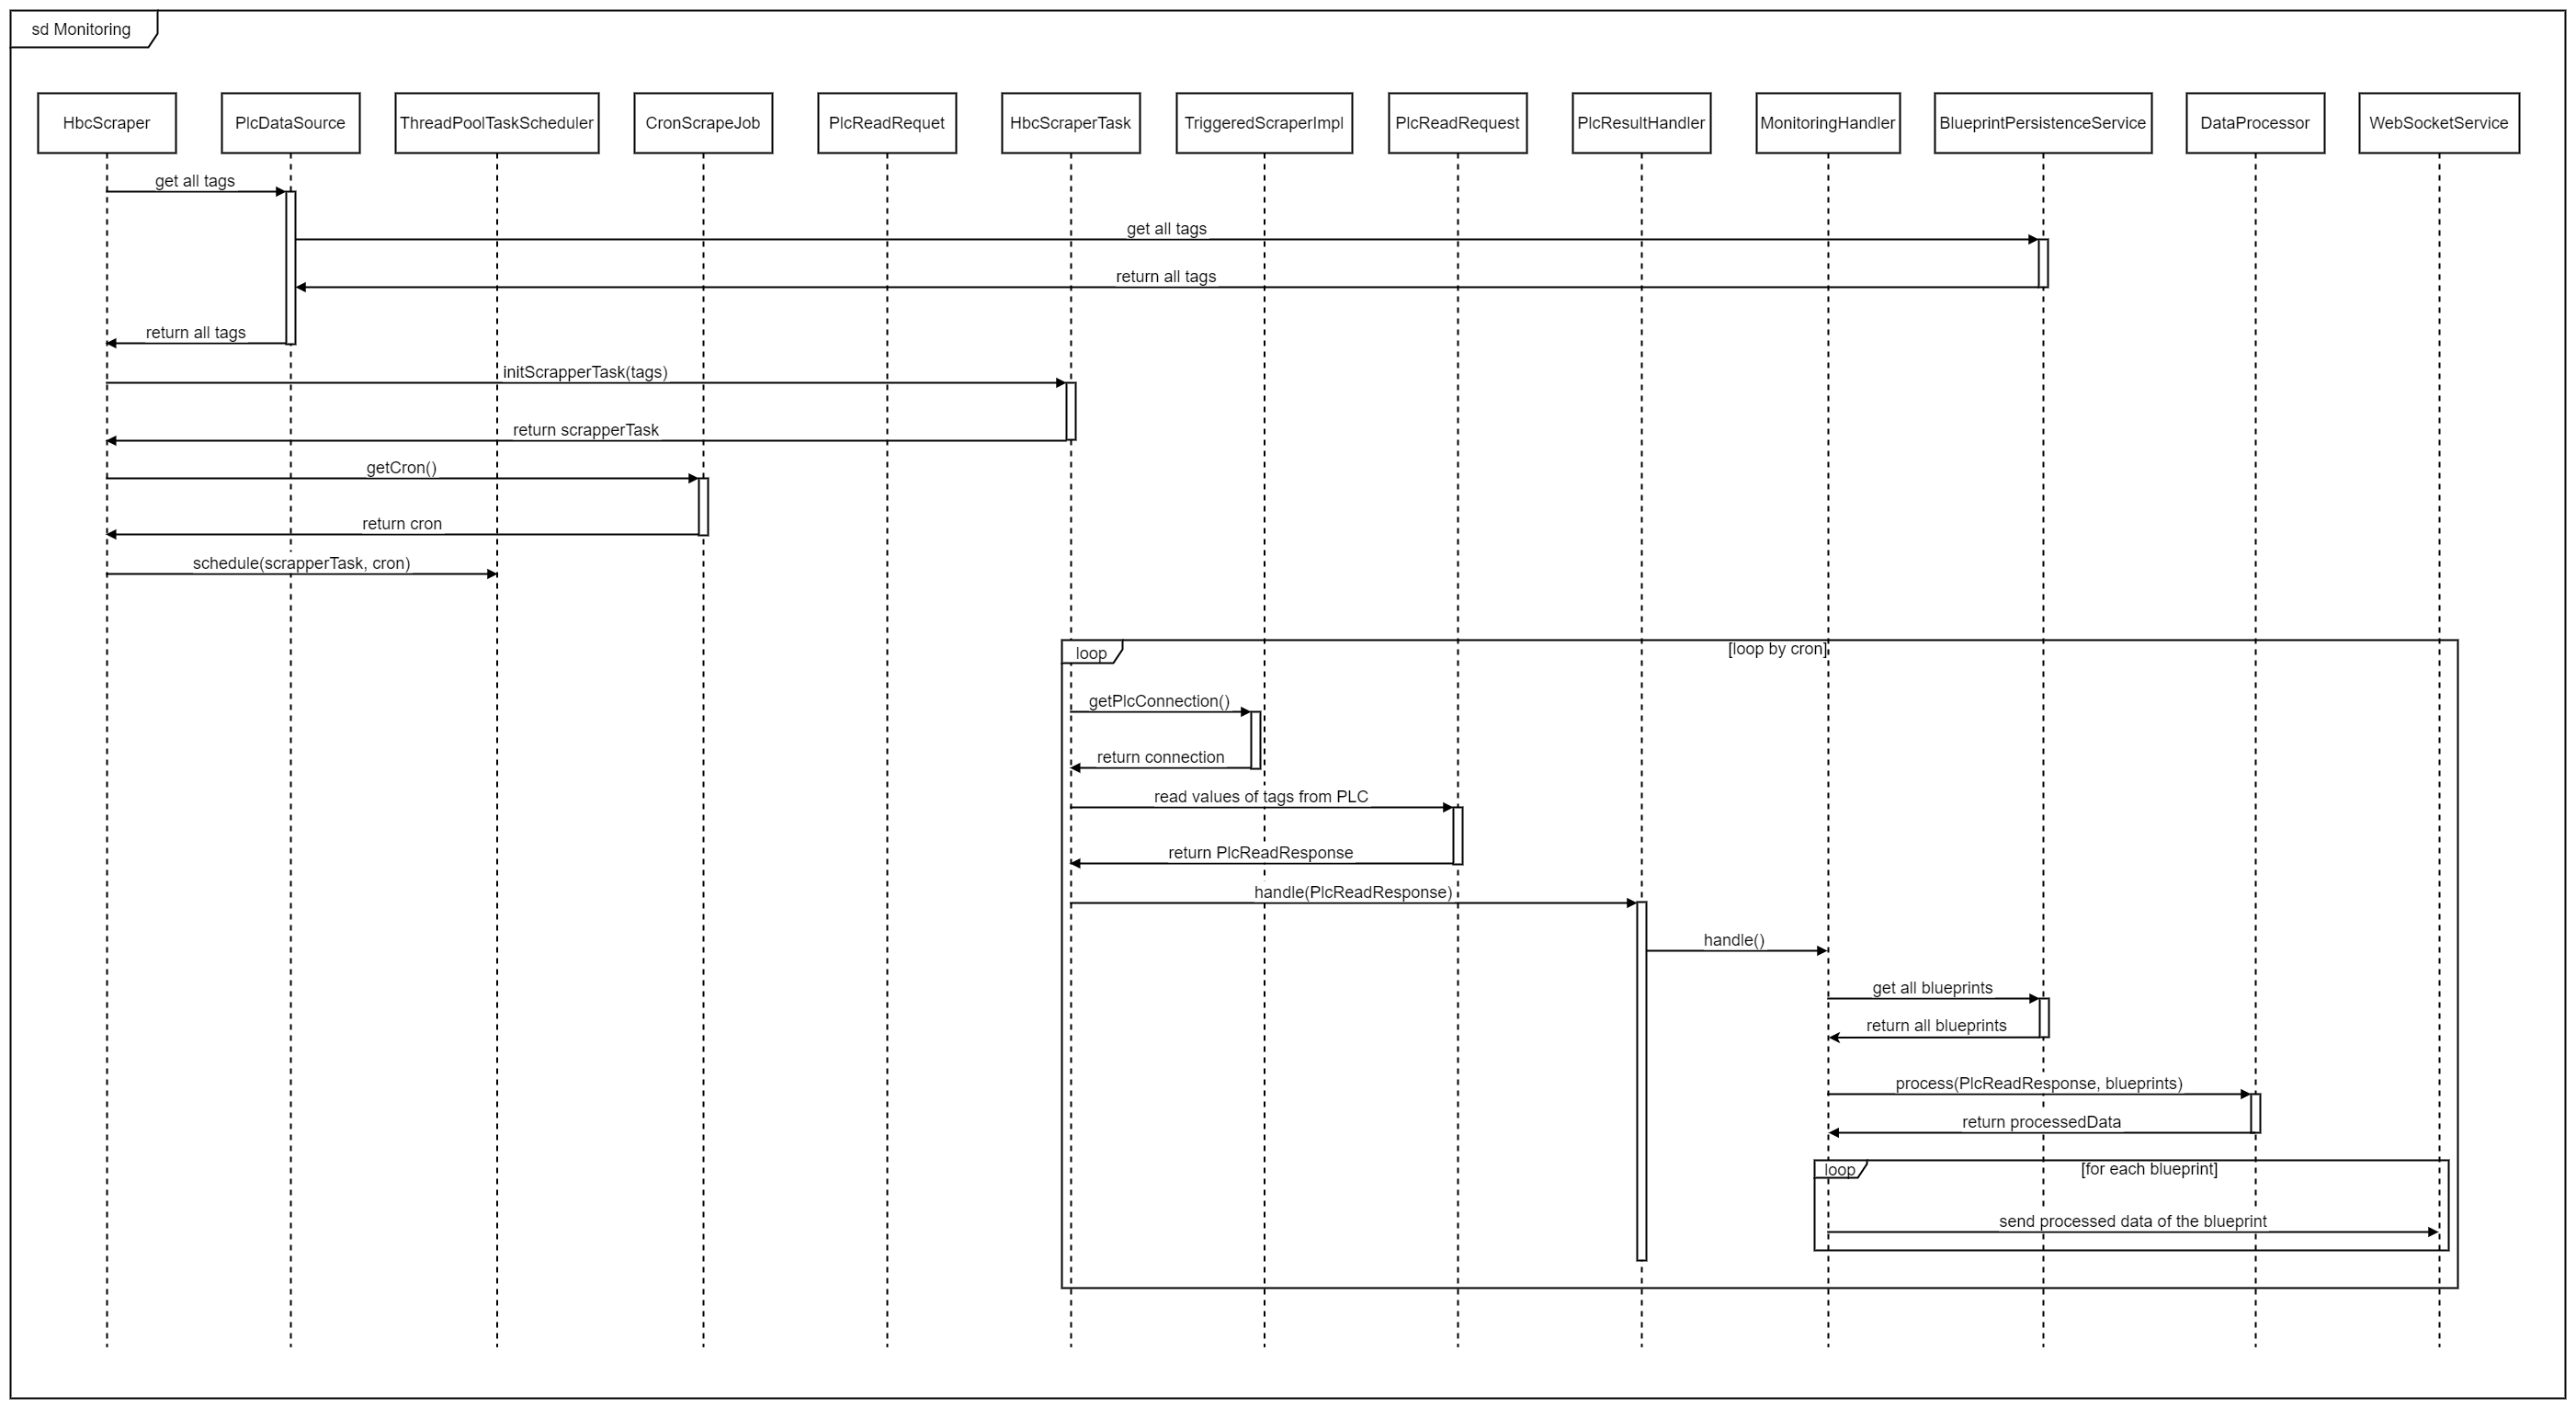 sd Monitoring
HbcScraper
PlcDataSource
ThreadPoolTaskScheduler
CronScrapeJob
PlcReadRequet
HbcScraperTask
TriggeredScraperImpl
PlcReadRequest
PlcResultHandler
MonitoringHandler
BlueprintPersistenceService
DataProcessor
WebSocketService
get all tags
get all tags
return all tags
return all tags
initScrapperTask(tags)
return scrapperTask
getCron()
return cron
schedule(scrapperTask, cron)
loop
[loop by cron]
getPlcConnection()
return connection
read values of tags from PLC
return PlcReadResponse
handle(PlcReadResponse)
handle()
get all blueprints
return all blueprints
process(PlcReadResponse, blueprints)
return processedData
loop
[for each blueprint]
send processed data of the blueprint